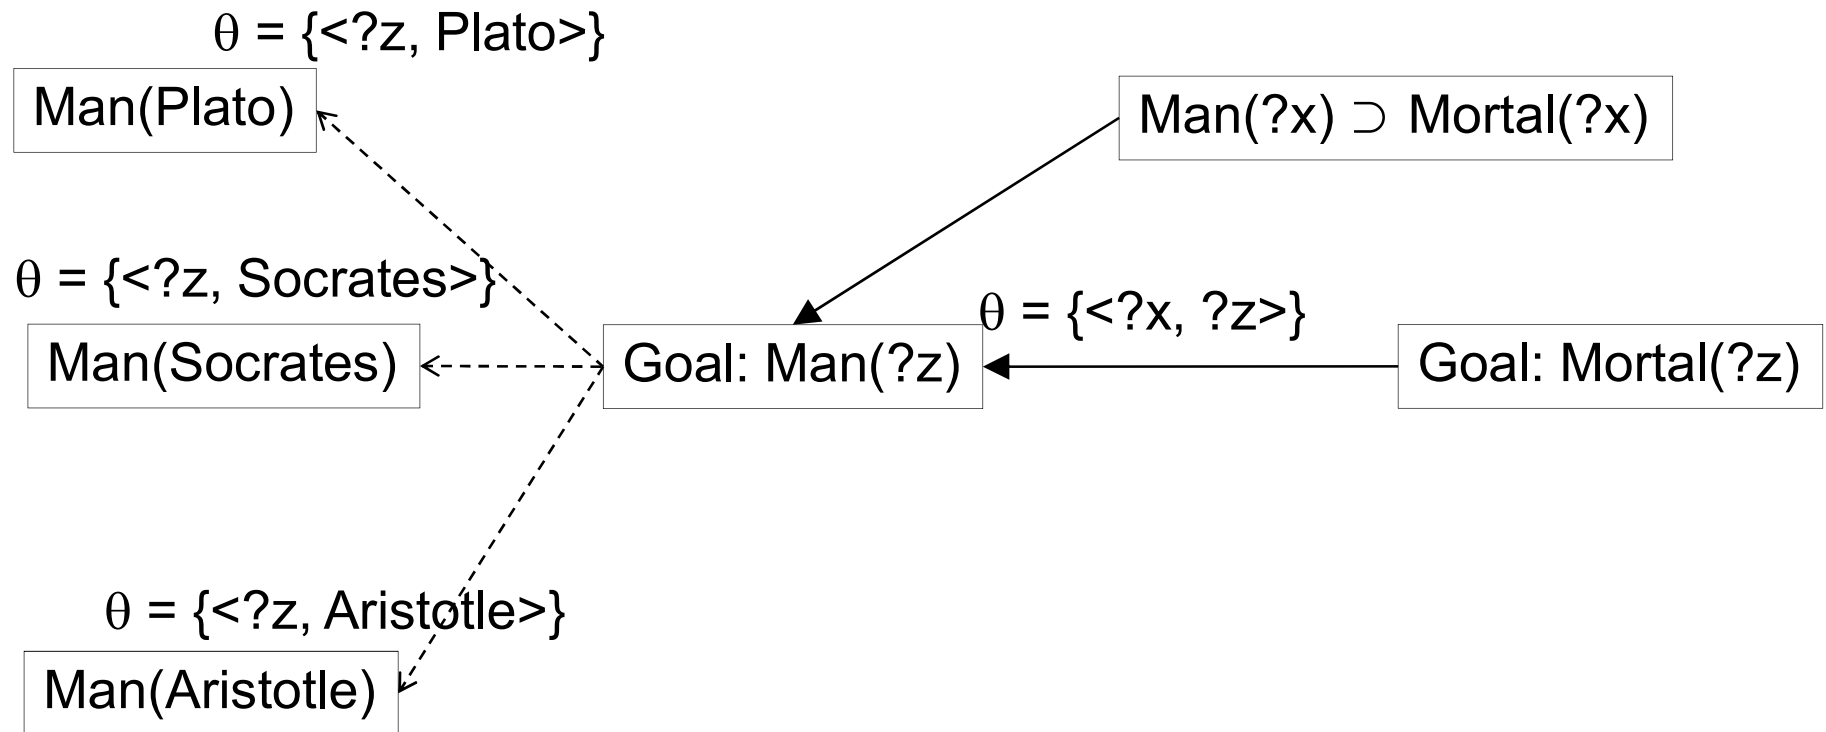 θ = {<?z, Plato>}
Man(Plato)
Man(?x) ⊃ Mortal(?x)
θ = {<?z, Socrates>}
Man(Socrates)
Goal: Man(?z)
θ = {<?x, ?z>}
Goal: Mortal(?z)
θ = {<?z, Aristotle>}
Man(Aristotle)